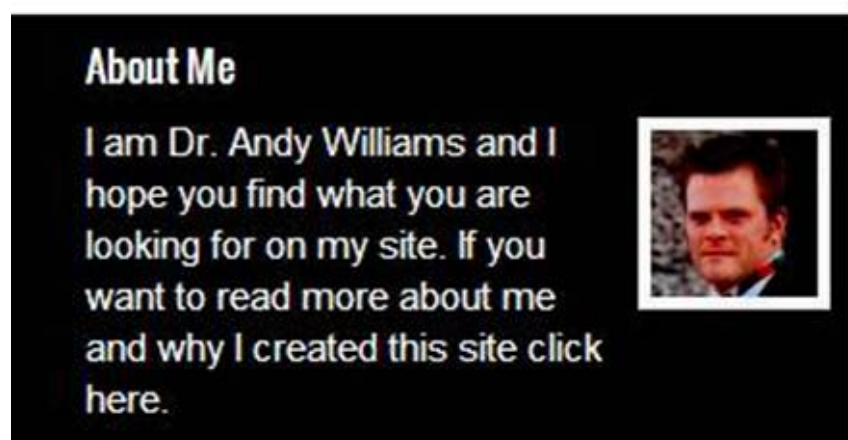 About Me
I am Dr. Andy Williams and I
hope you find what you are
looking for on my site. If you
want to read more about me
and why I created this site click
here.